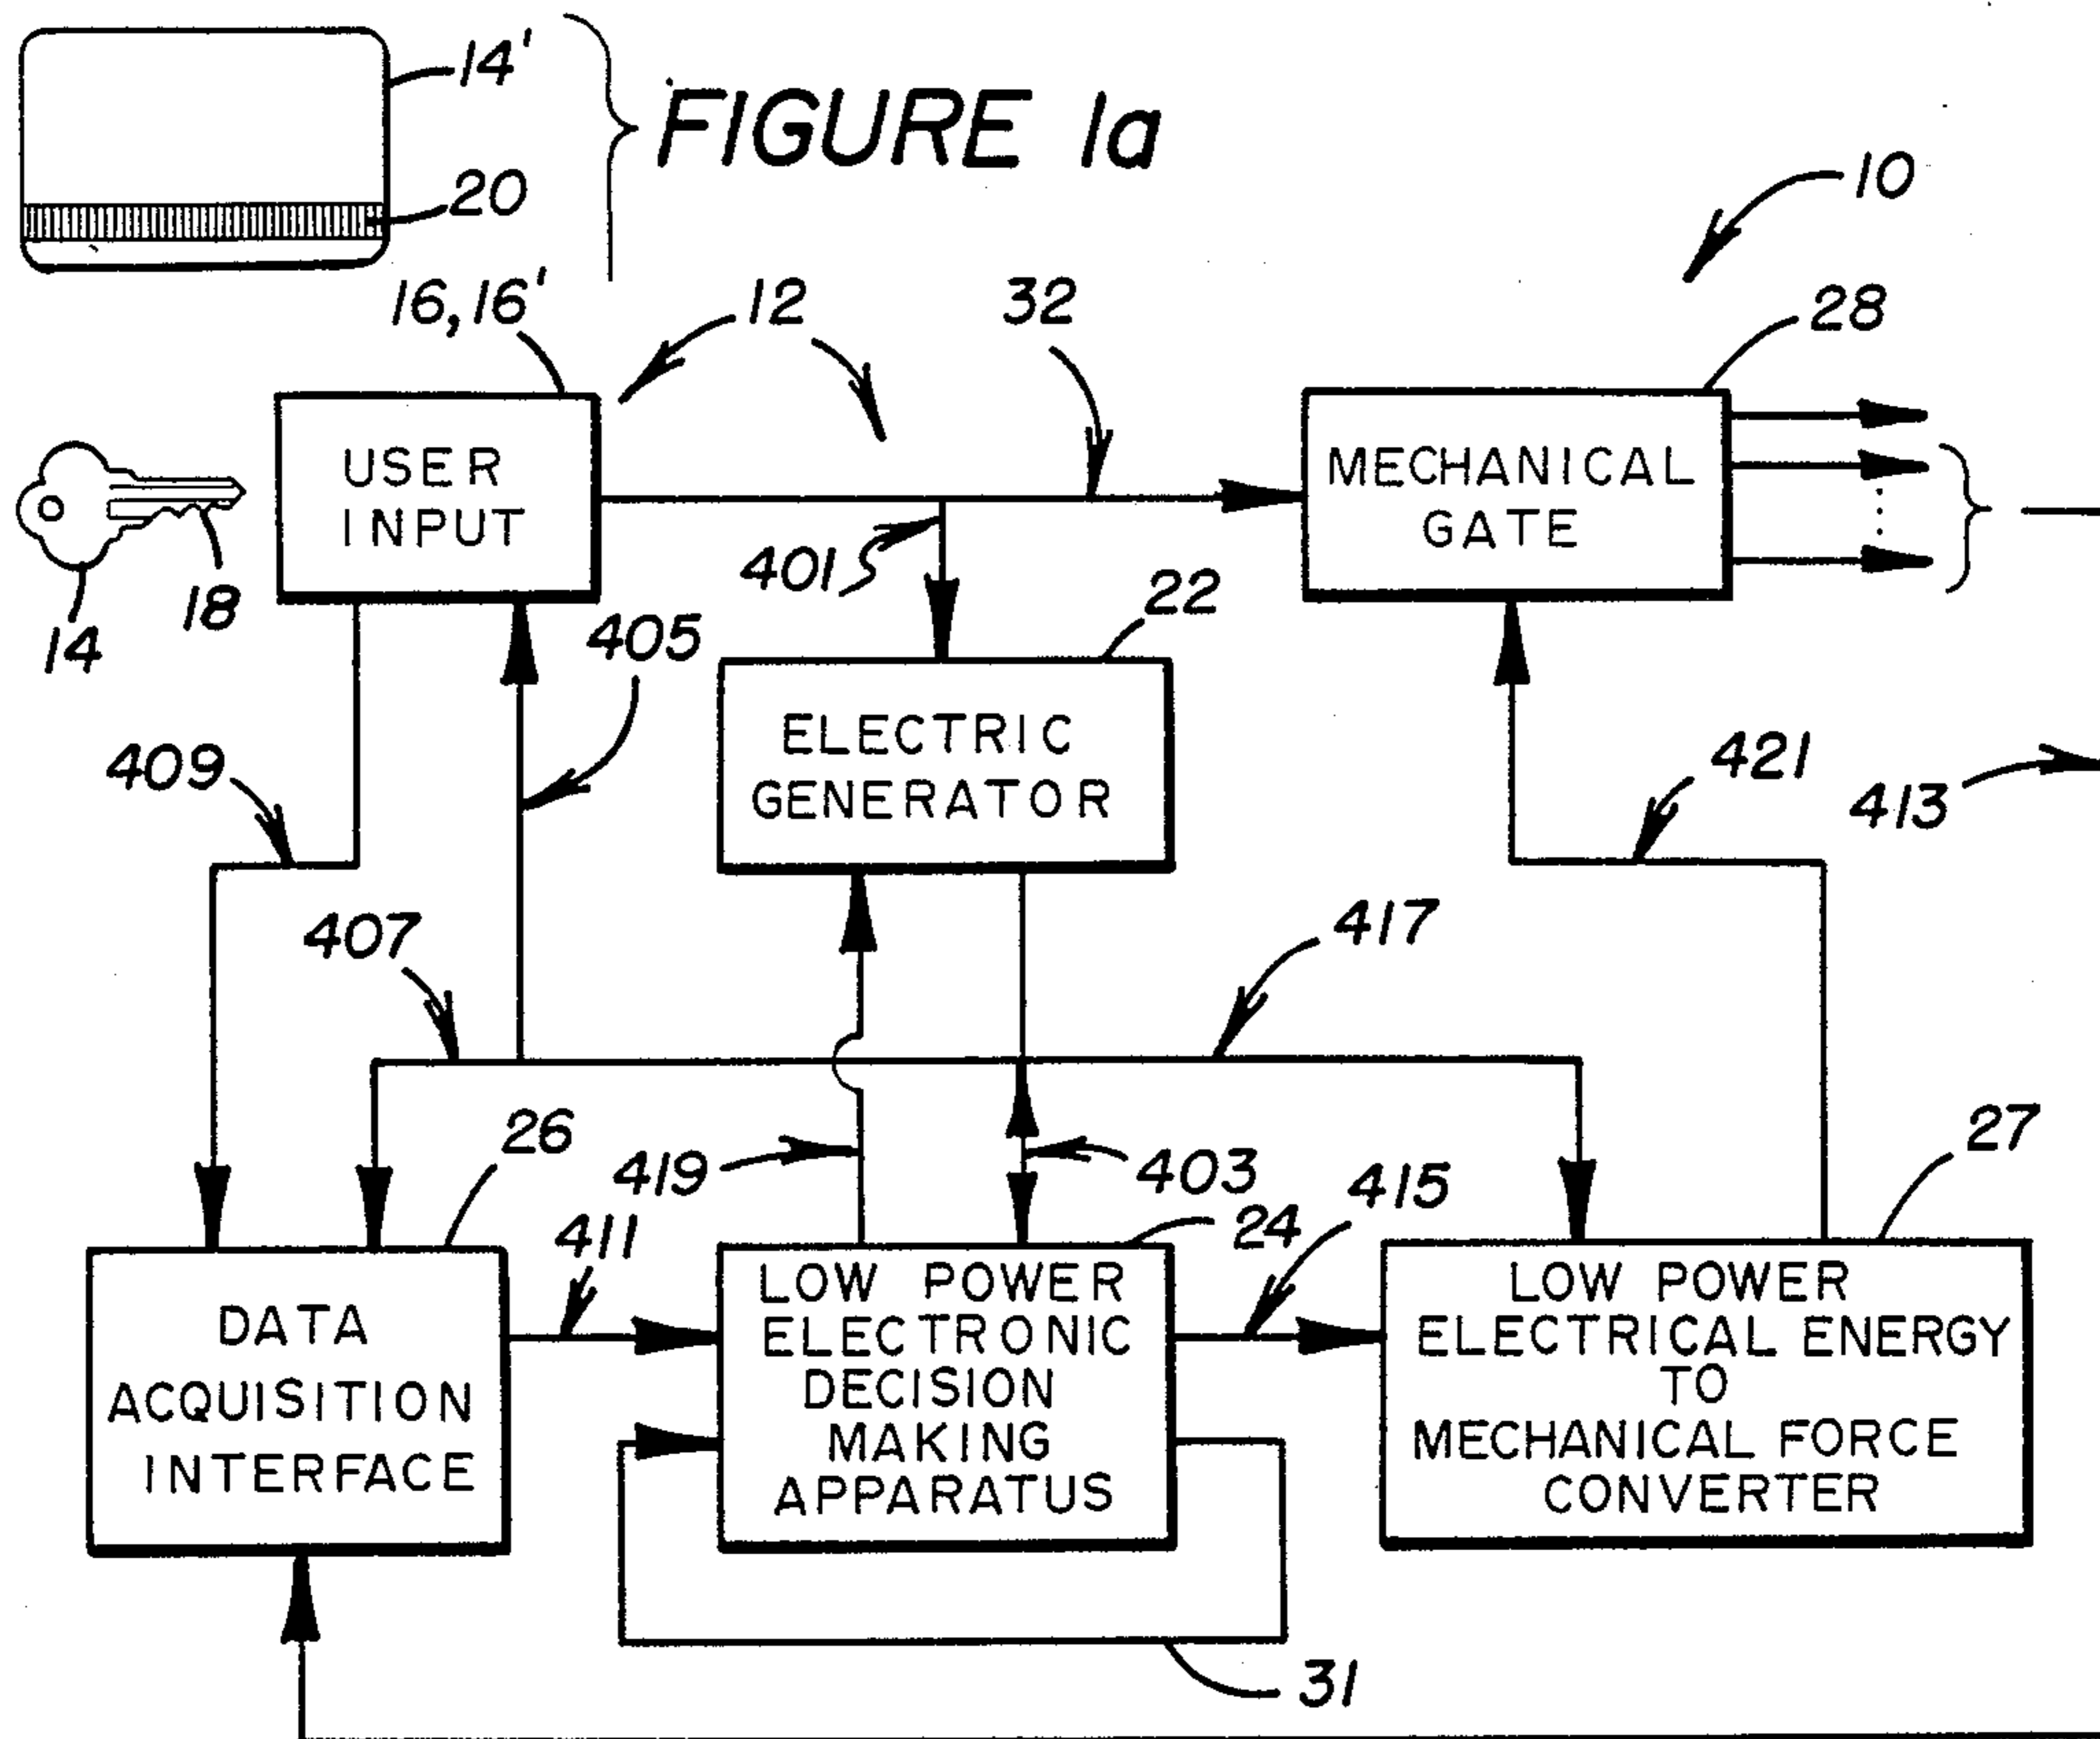 14'
FIGURE 1a
20
10
16,16'
12
32
28
USER
INPUT
MECHANICAL
GATE
401
18
14
22
405
ELECTRIC
GENERATOR
409
421
413
407
417
26
27
419
403
415
411
24
DATA
ACQUISITION
INTERFACE
LOW POWER
ELECTRONIC
DECISION
MAKING
APPARATUS
LOW POWER
ELECTRICAL ENERGY
TO
MECHANICAL FORCE
CONVERTER
31